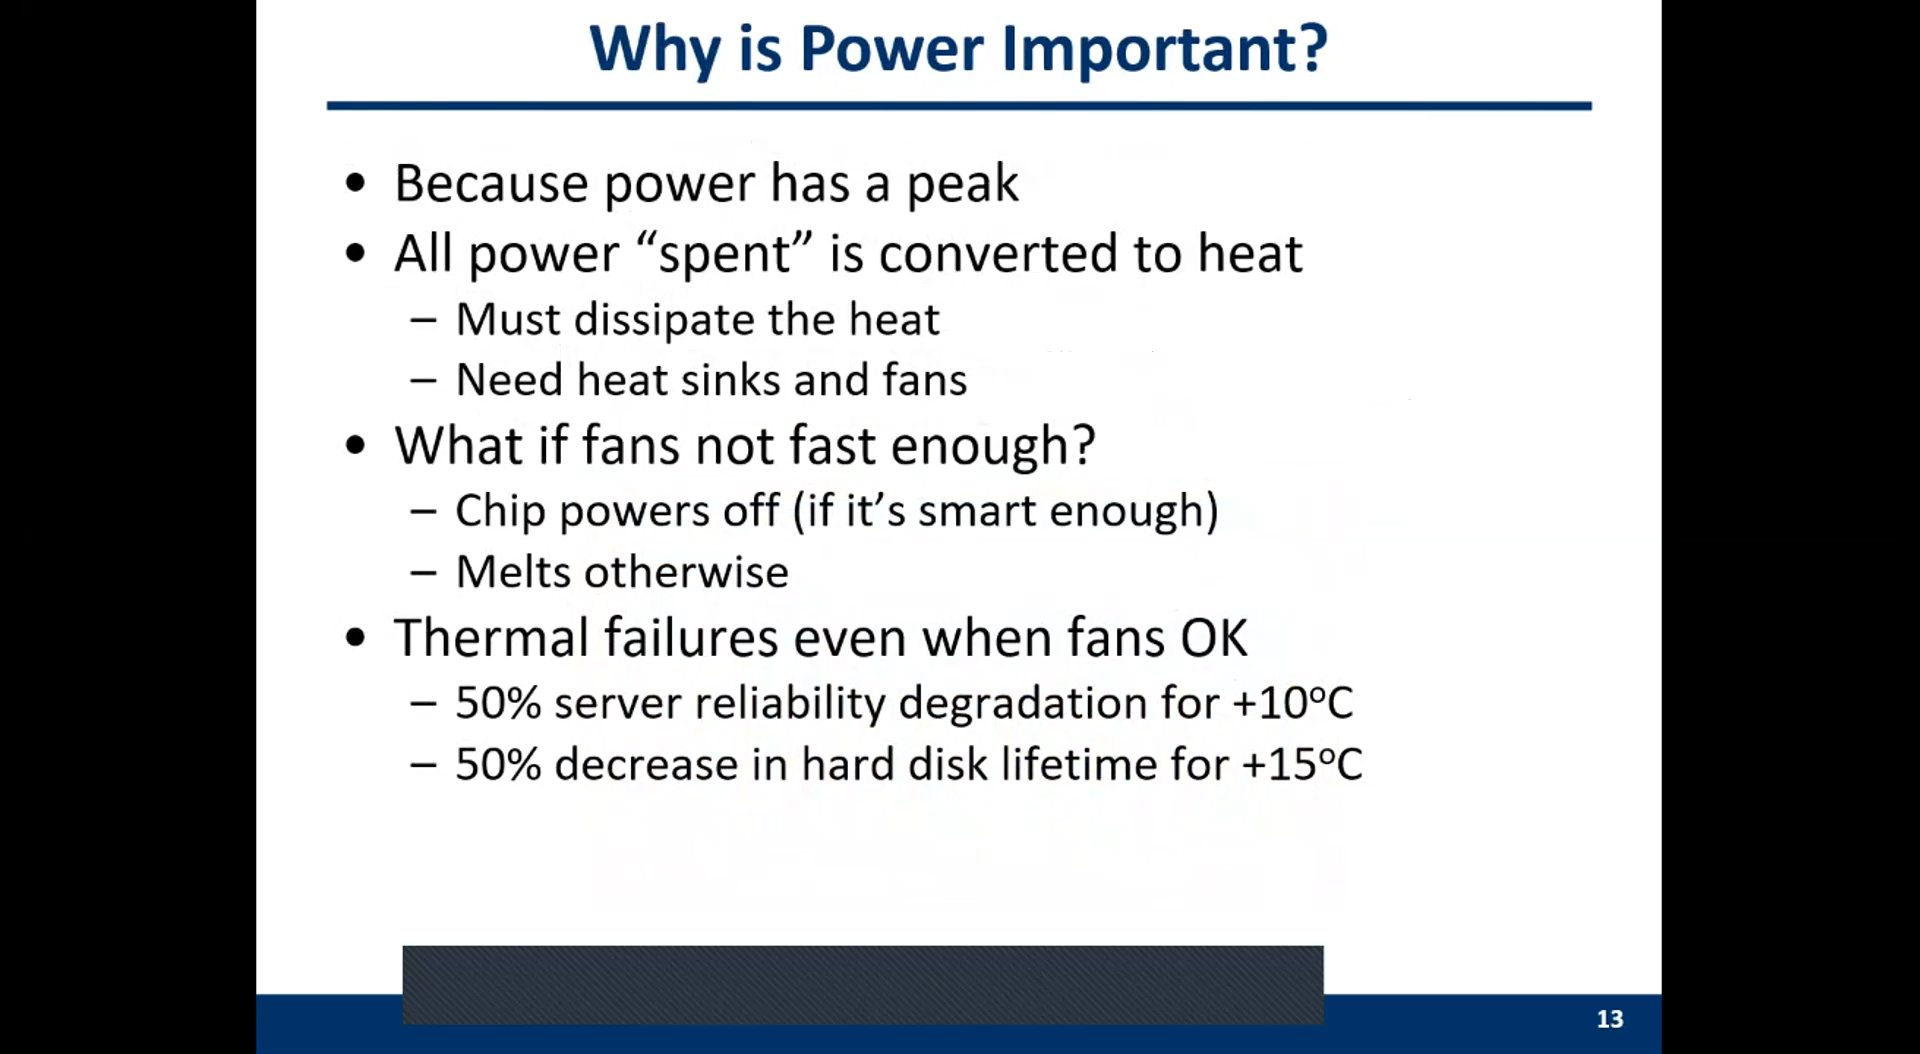 Why is Power Important?
• Because power has a peak
• All power “spent” is converted to heat
– Must dissipate the heat
– Need heat sinks and fans
• What if fans not fast enough?
– Chip powers off (if it’s smart enough)
– Melts otherwise
• Thermal failures even when fans OK
– 50% server reliability degradation for +10ºC
– 50% decrease in hard disk lifetime for +15ºC
13